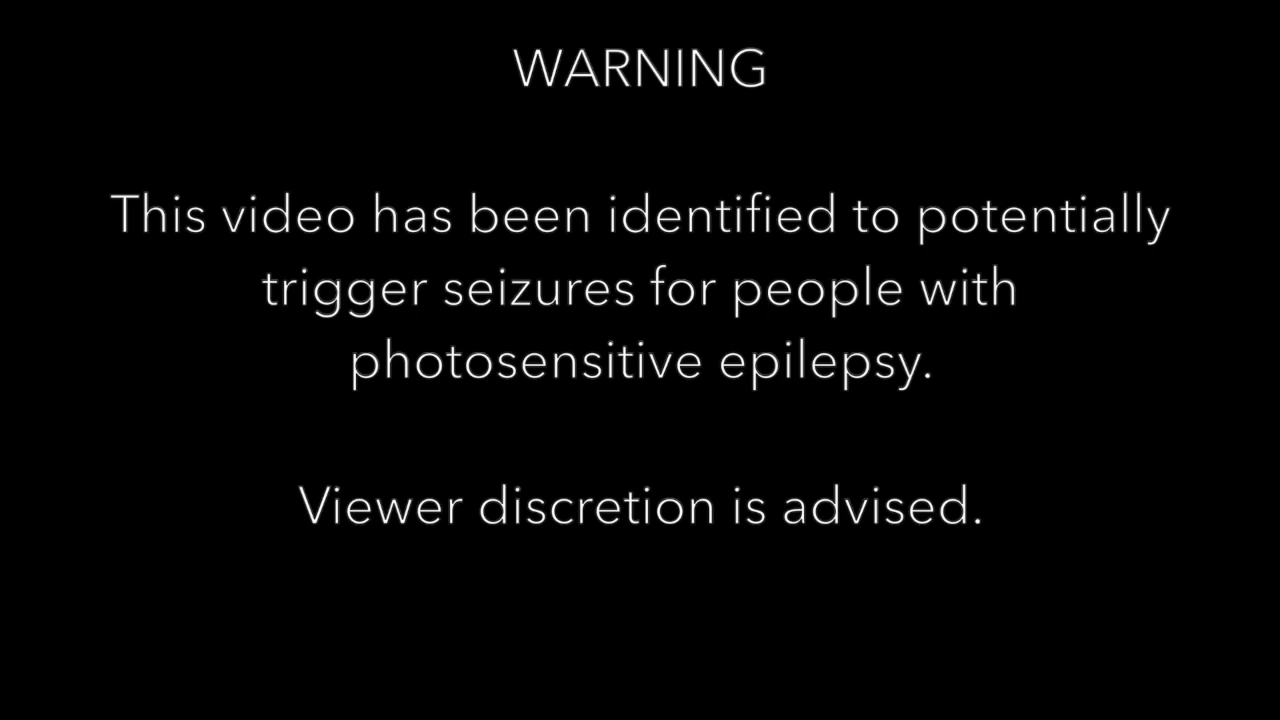 WARNING
This video has been identified to potentially
trigger seizures for people with
photosensitive epilepsy.
Viewer discretion is advised.